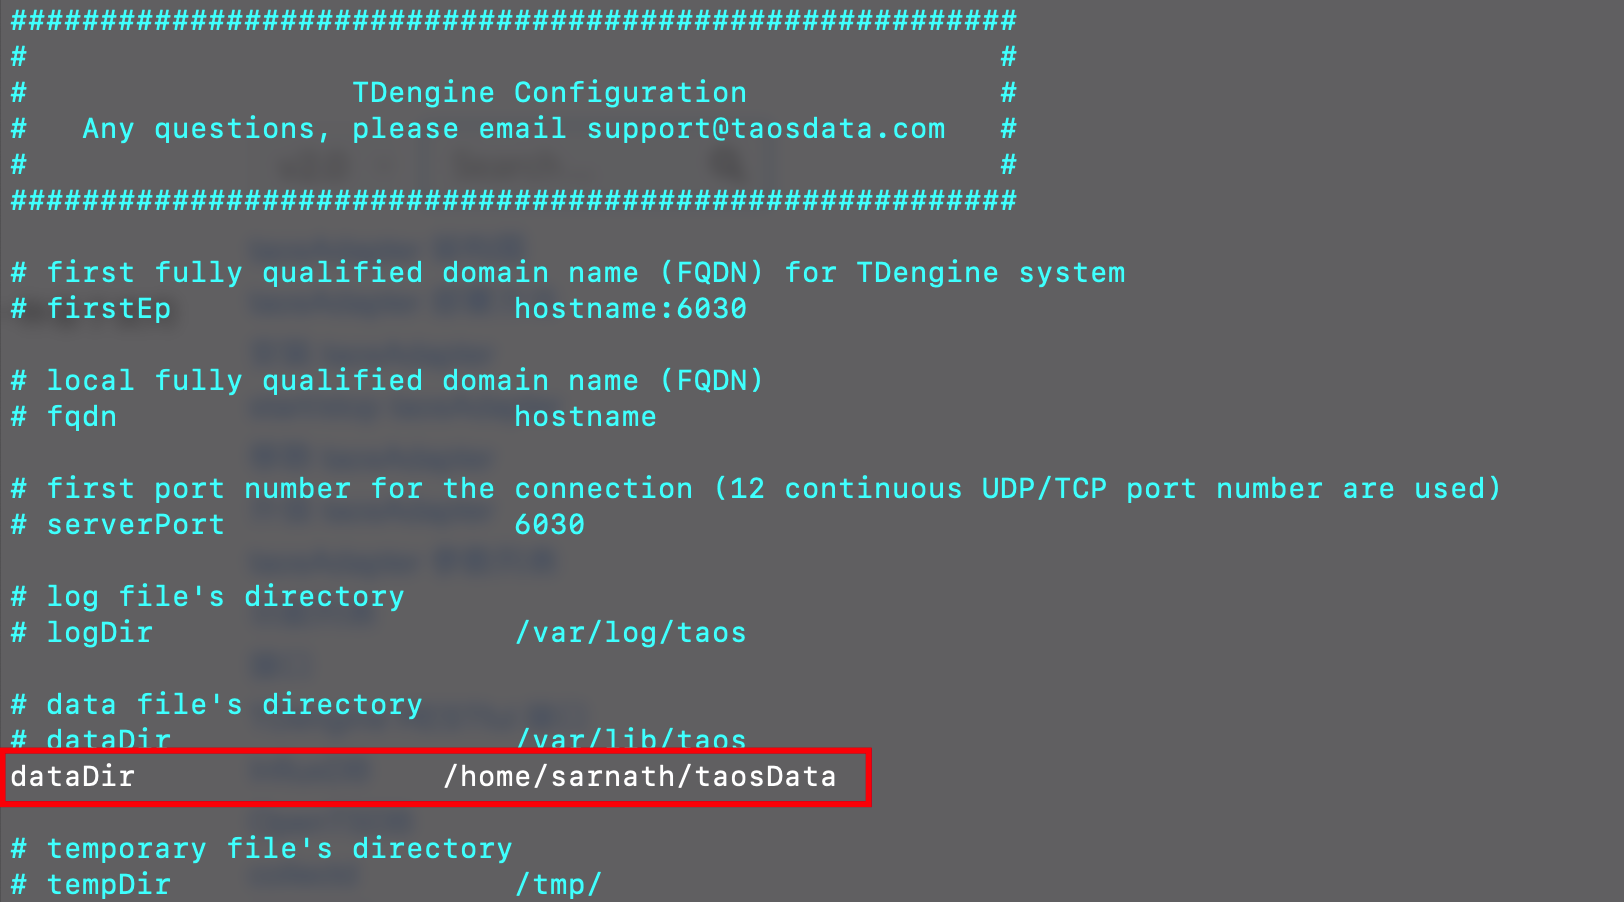 ########################################################
#                                                      #
#                  TDengine Configuration              #
#   Any questions, please email support@taosdata.com   #
#                                                      #
########################################################
# first fully qualified domain name (FQDN) for TDengine system
# firstEp                   hostname:6030
# local fully qualified domain name (FQDN)
# fqdn                      hostname
# first port number for the connection (12 continuous UDP/TCP port number are used)
# serverPort                6030
# log file's directory
# logDir                    /var/log/taos
# data file's directory
# dataDir                   /var/lib/taos
dataDir                 /home/sarnath/taosData
# temporary file's directory
# tempDir                   /tmp/